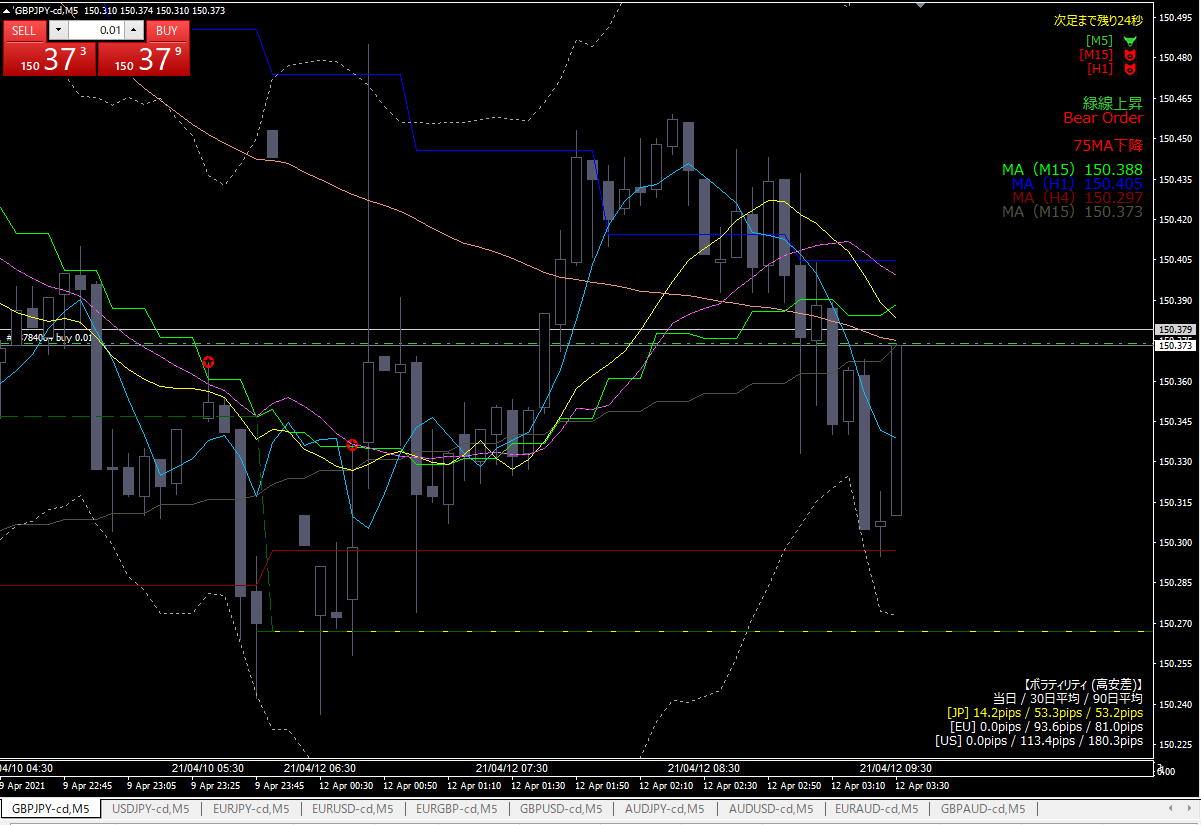 GBPJPY-cd,M5 150.310 150.374 150.310 150.373
SELL 0.01 BUY
150 37 3
150 37 9
次足まで残り24秒
[M5]
[M15]
[H1]
緑線上昇
Bear Order
75MA下降
MA（M15）150.388
MA（H1）150.405
MA（H4）150.297
MA（M15）150.373
buy 0.01
150.495
150.480
150.465
150.450
150.435
150.420
150.405
150.390
150.379
150.373
150.360
150.345
150.330
150.315
150.300
150.285
150.270
150.255
150.240
150.225
【ボラティリティ (高安差)】
当日 / 30日平均 / 90日平均
[JP] 14.2pips / 53.3pips / 53.2pips
[EU] 0.0pips / 93.6pips / 81.0pips
[US] 0.0pips / 113.4pips / 180.3pips
04/10 04:30 21/04/10 05:30 21/04/12 06:30 21/04/12 07:30 21/04/12 08:30 21/04/12 09:30
9 Apr 2021 9 Apr 22:45 9 Apr 23:05 9 Apr 23:45 12 Apr 00:30 12 Apr 00:50 12 Apr 01:10 12 Apr 01:30 12 Apr 01:50 12 Apr 02:10 12 Apr 02:30 12 Apr 02:50 12 Apr 03:10 12 Apr 03:30
GBPJPY-cd,M5 USDJPY-cd,M5 EURJPY-cd,M5 EURUSD-cd,M5 EURGBP-cd,M5 GBPUSD-cd,M5 AUDJPY-cd,M5 AUDUSD-cd,M5 EURAUD-cd,M5 GBPAUD-cd,M5